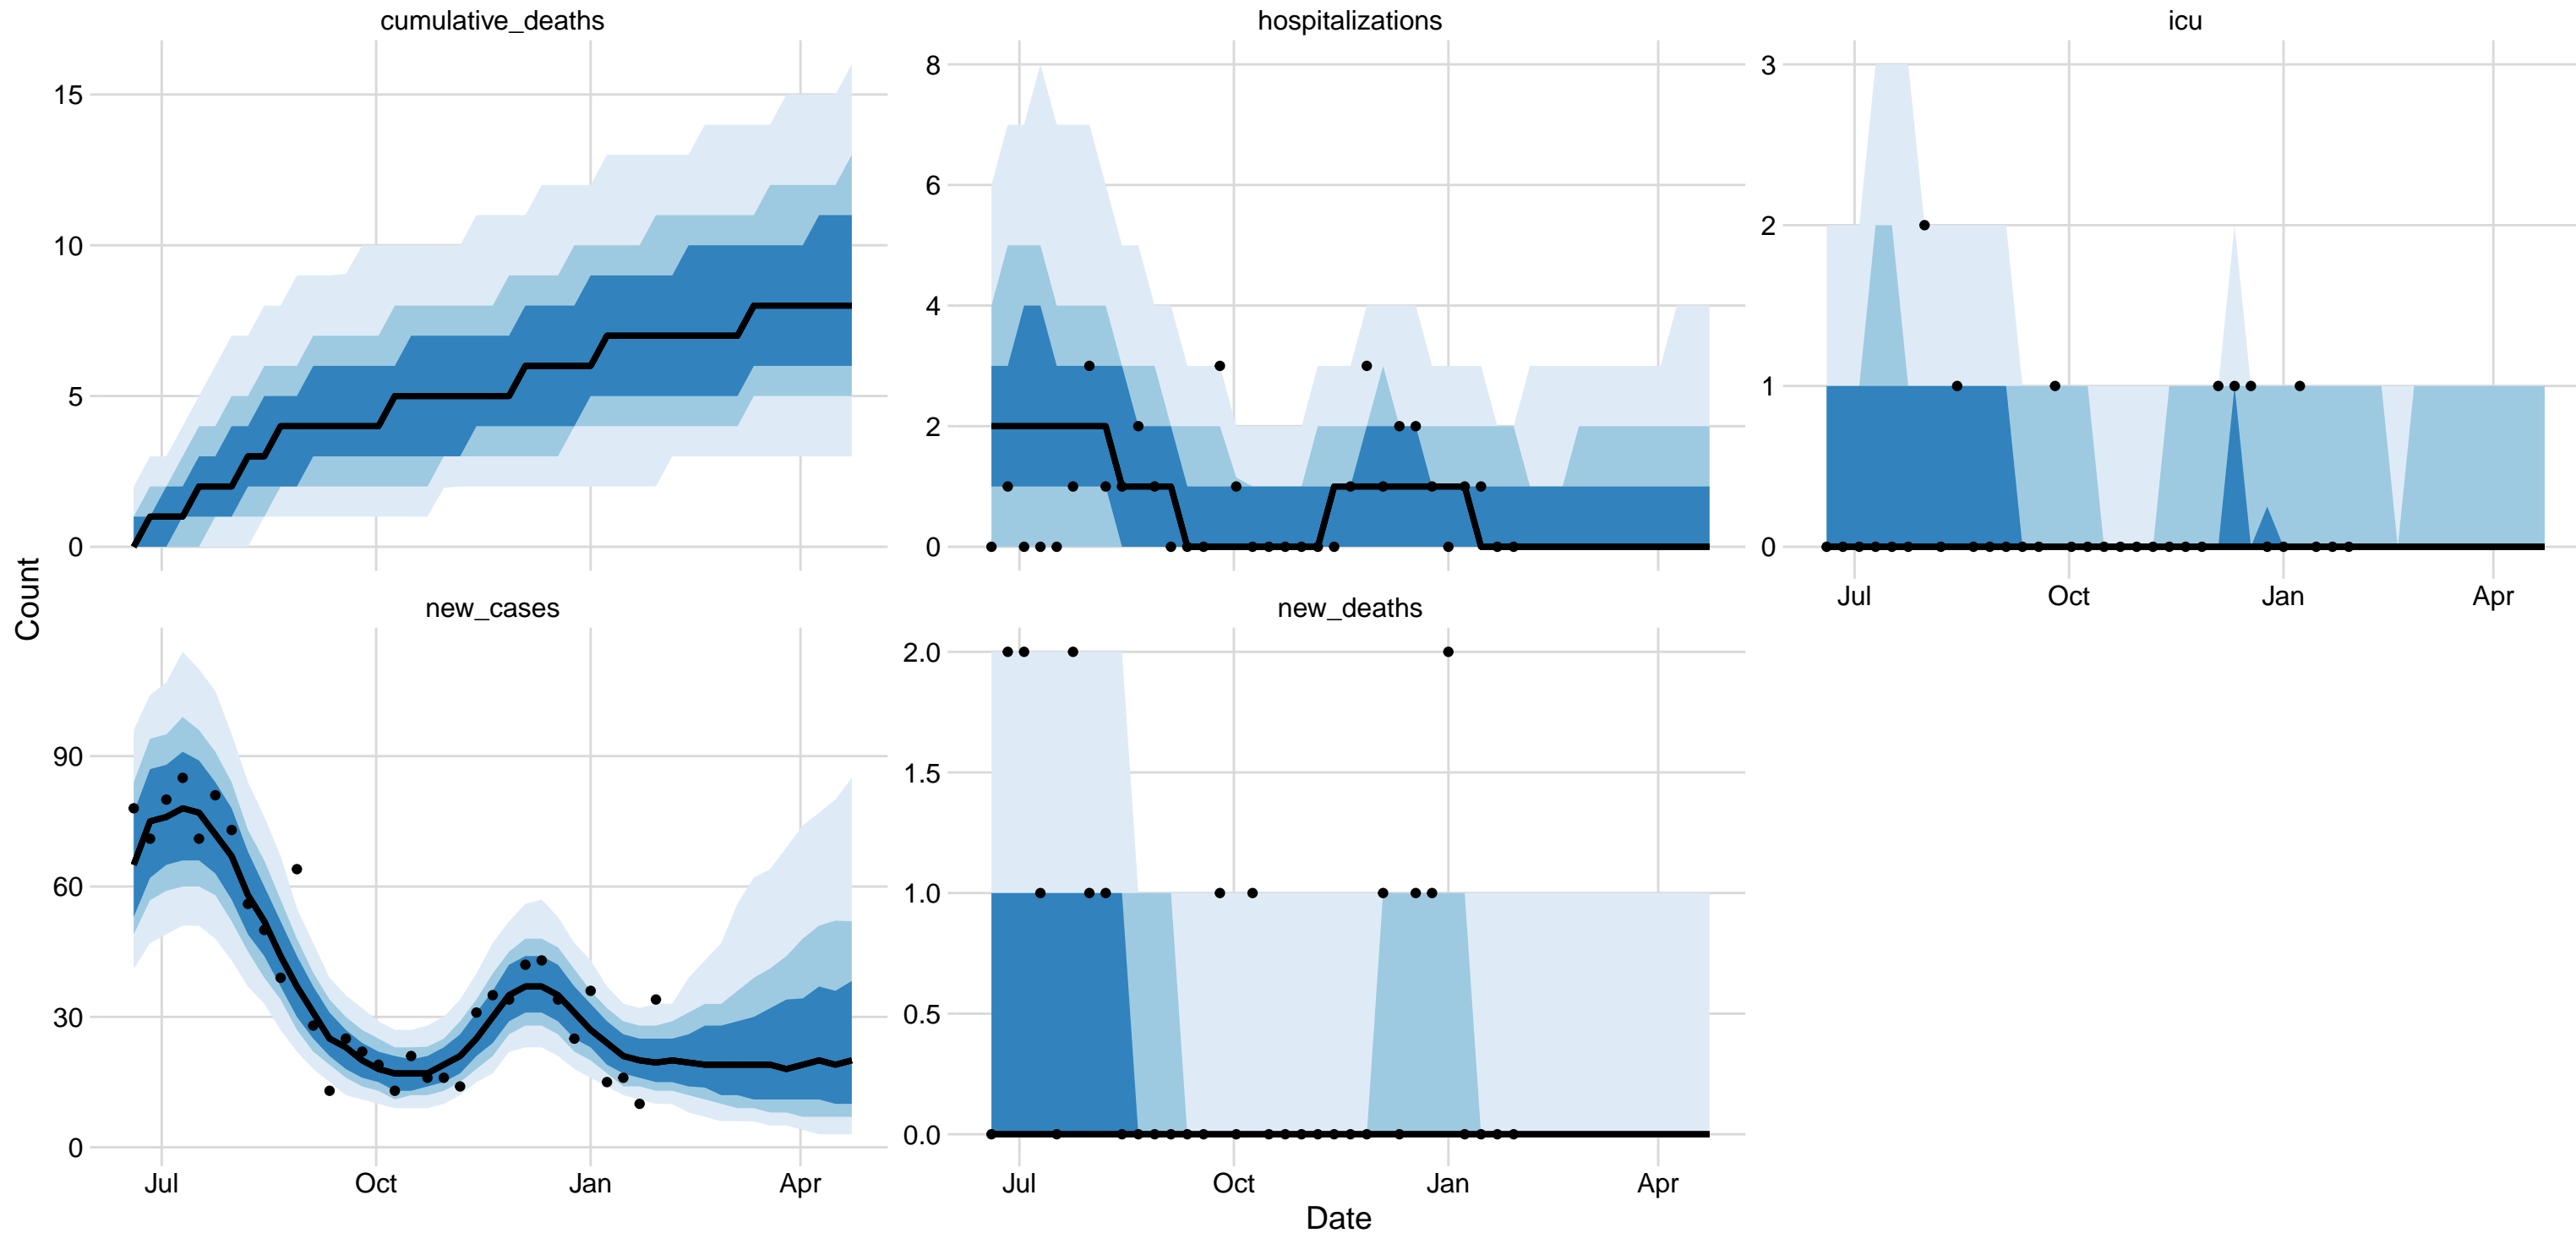 cumulative_deaths
hospitalizations
icu
15
10
5
0
8
6
4
2
0
3
2
1
0
Jul
Oct
Jan
Apr
Count
new_cases
new_deaths
90
60
30
0
2.0
1.5
1.0
0.5
0.0
Jul
Oct
Jan
Apr
Jul
Oct
Jan
Apr
Date